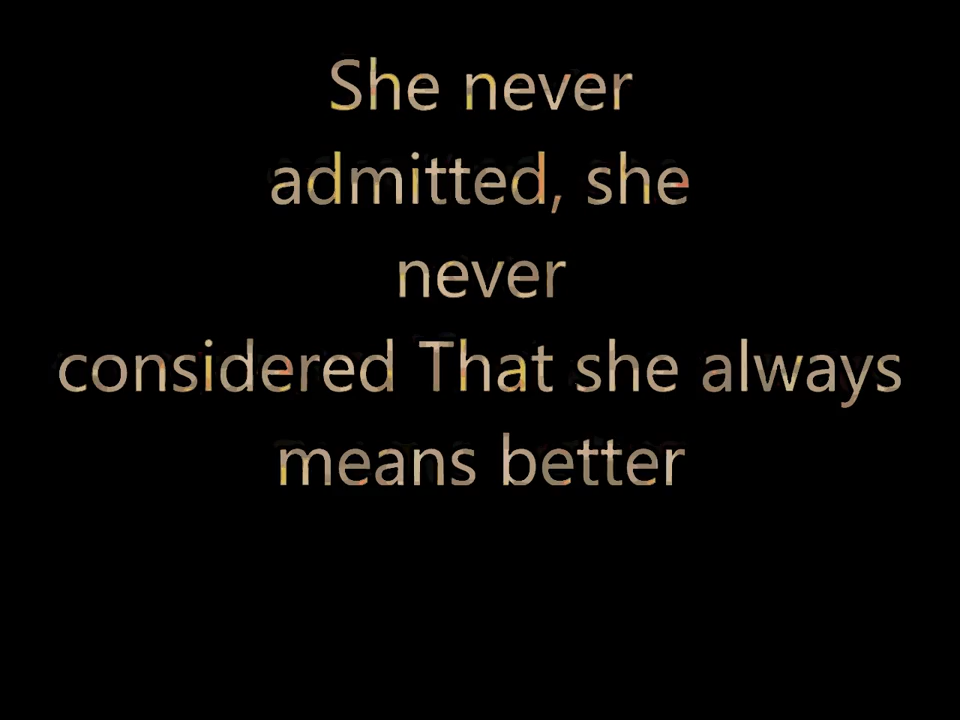 She never
admitted, she
never
considered That she always
means better